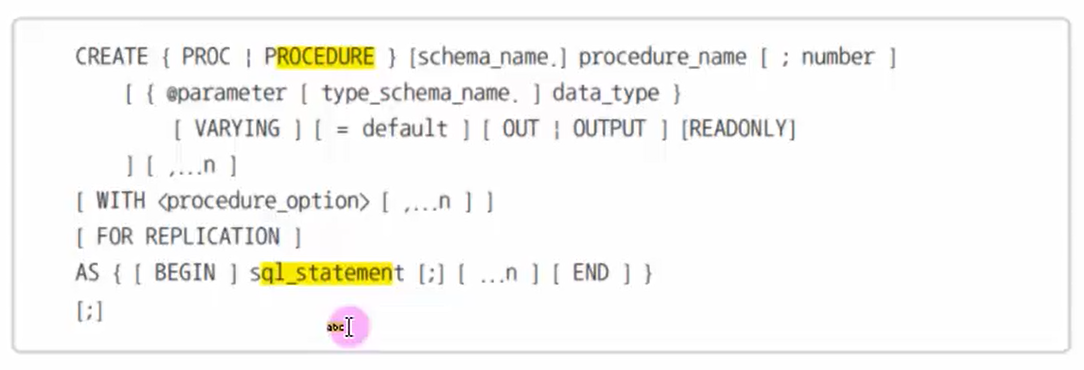 CREATE { PROC | PROCEDURE } [schema_name.] procedure_name [ ; number ]
[ { @parameter [ type_schema_name. ] data_type }
[ VARYING ] [ = default ] [ OUT | OUTPUT ] [READONLY]
] [ ,...n ]
[ WITH <procedure_option> [ ,...n ] ]
[ FOR REPLICATION ]
AS { [ BEGIN ] sql_statement [;] [ ...n ] [ END ] }
[;]
abc